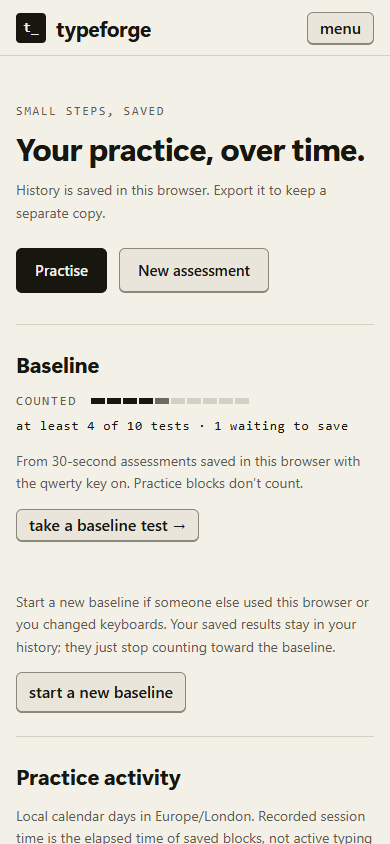 t_ typeforge
menu
SMALL STEPS, SAVED
Your practice, over time.
History is saved in this browser. Export it to keep a
separate copy.
Practise
New assessment
Baseline
COUNTED
at least 4 of 10 tests · 1 waiting to save
From 30-second assessments saved in this browser with
the qwerty key on. Practice blocks don't count.
take a baseline test →
Start a new baseline if someone else used this browser or
you changed keyboards. Your saved results stay in your
history; they just stop counting toward the baseline.
start a new baseline
Practice activity
Local calendar days in Europe/London. Recorded session
time is the elapsed time of saved blocks, not active typing